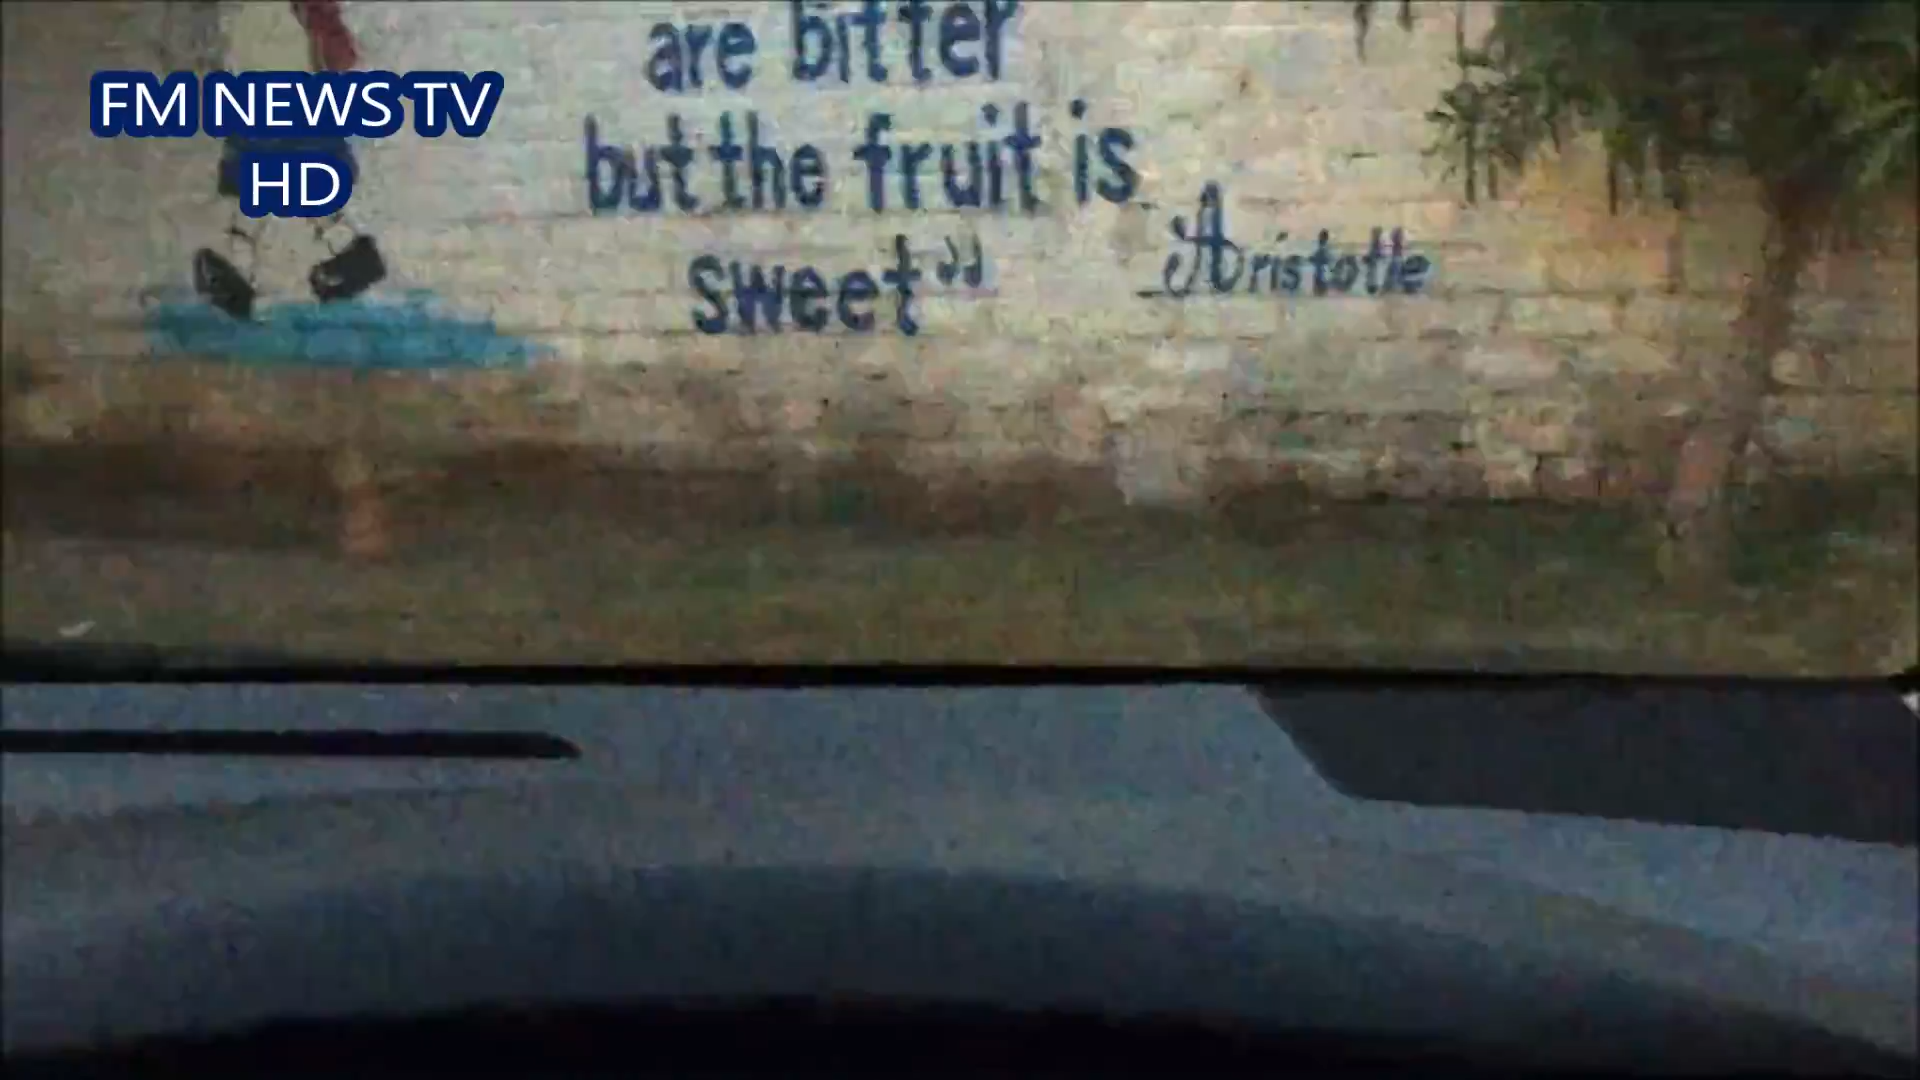 FM NEWS TV
HD
are bitter
but the fruit is
sweet"
Aristotle